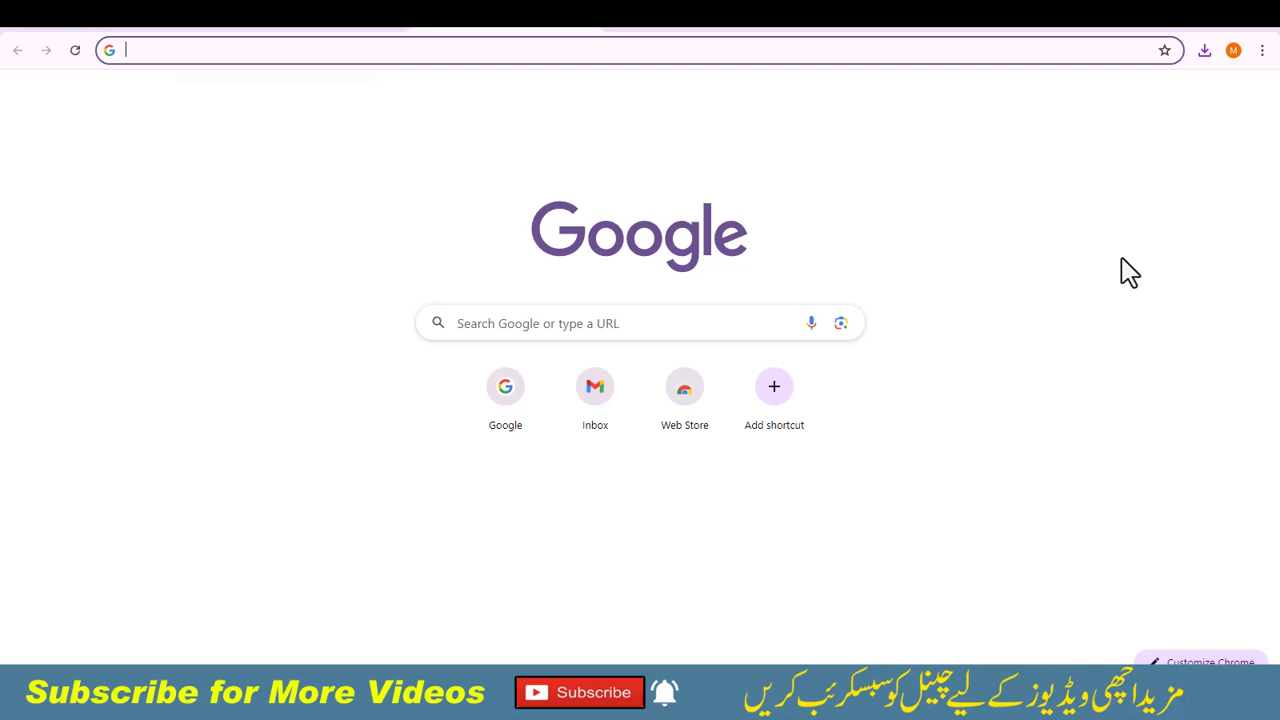 M
Google
Search Google or type a URL
Google
Inbox
Web Store
Add shortcut
Customize Chrome
Subscribe for More Videos
Subscribe
مزید اچھی ویڈیوز کے لیے چینل کو سبسکرئب کریں